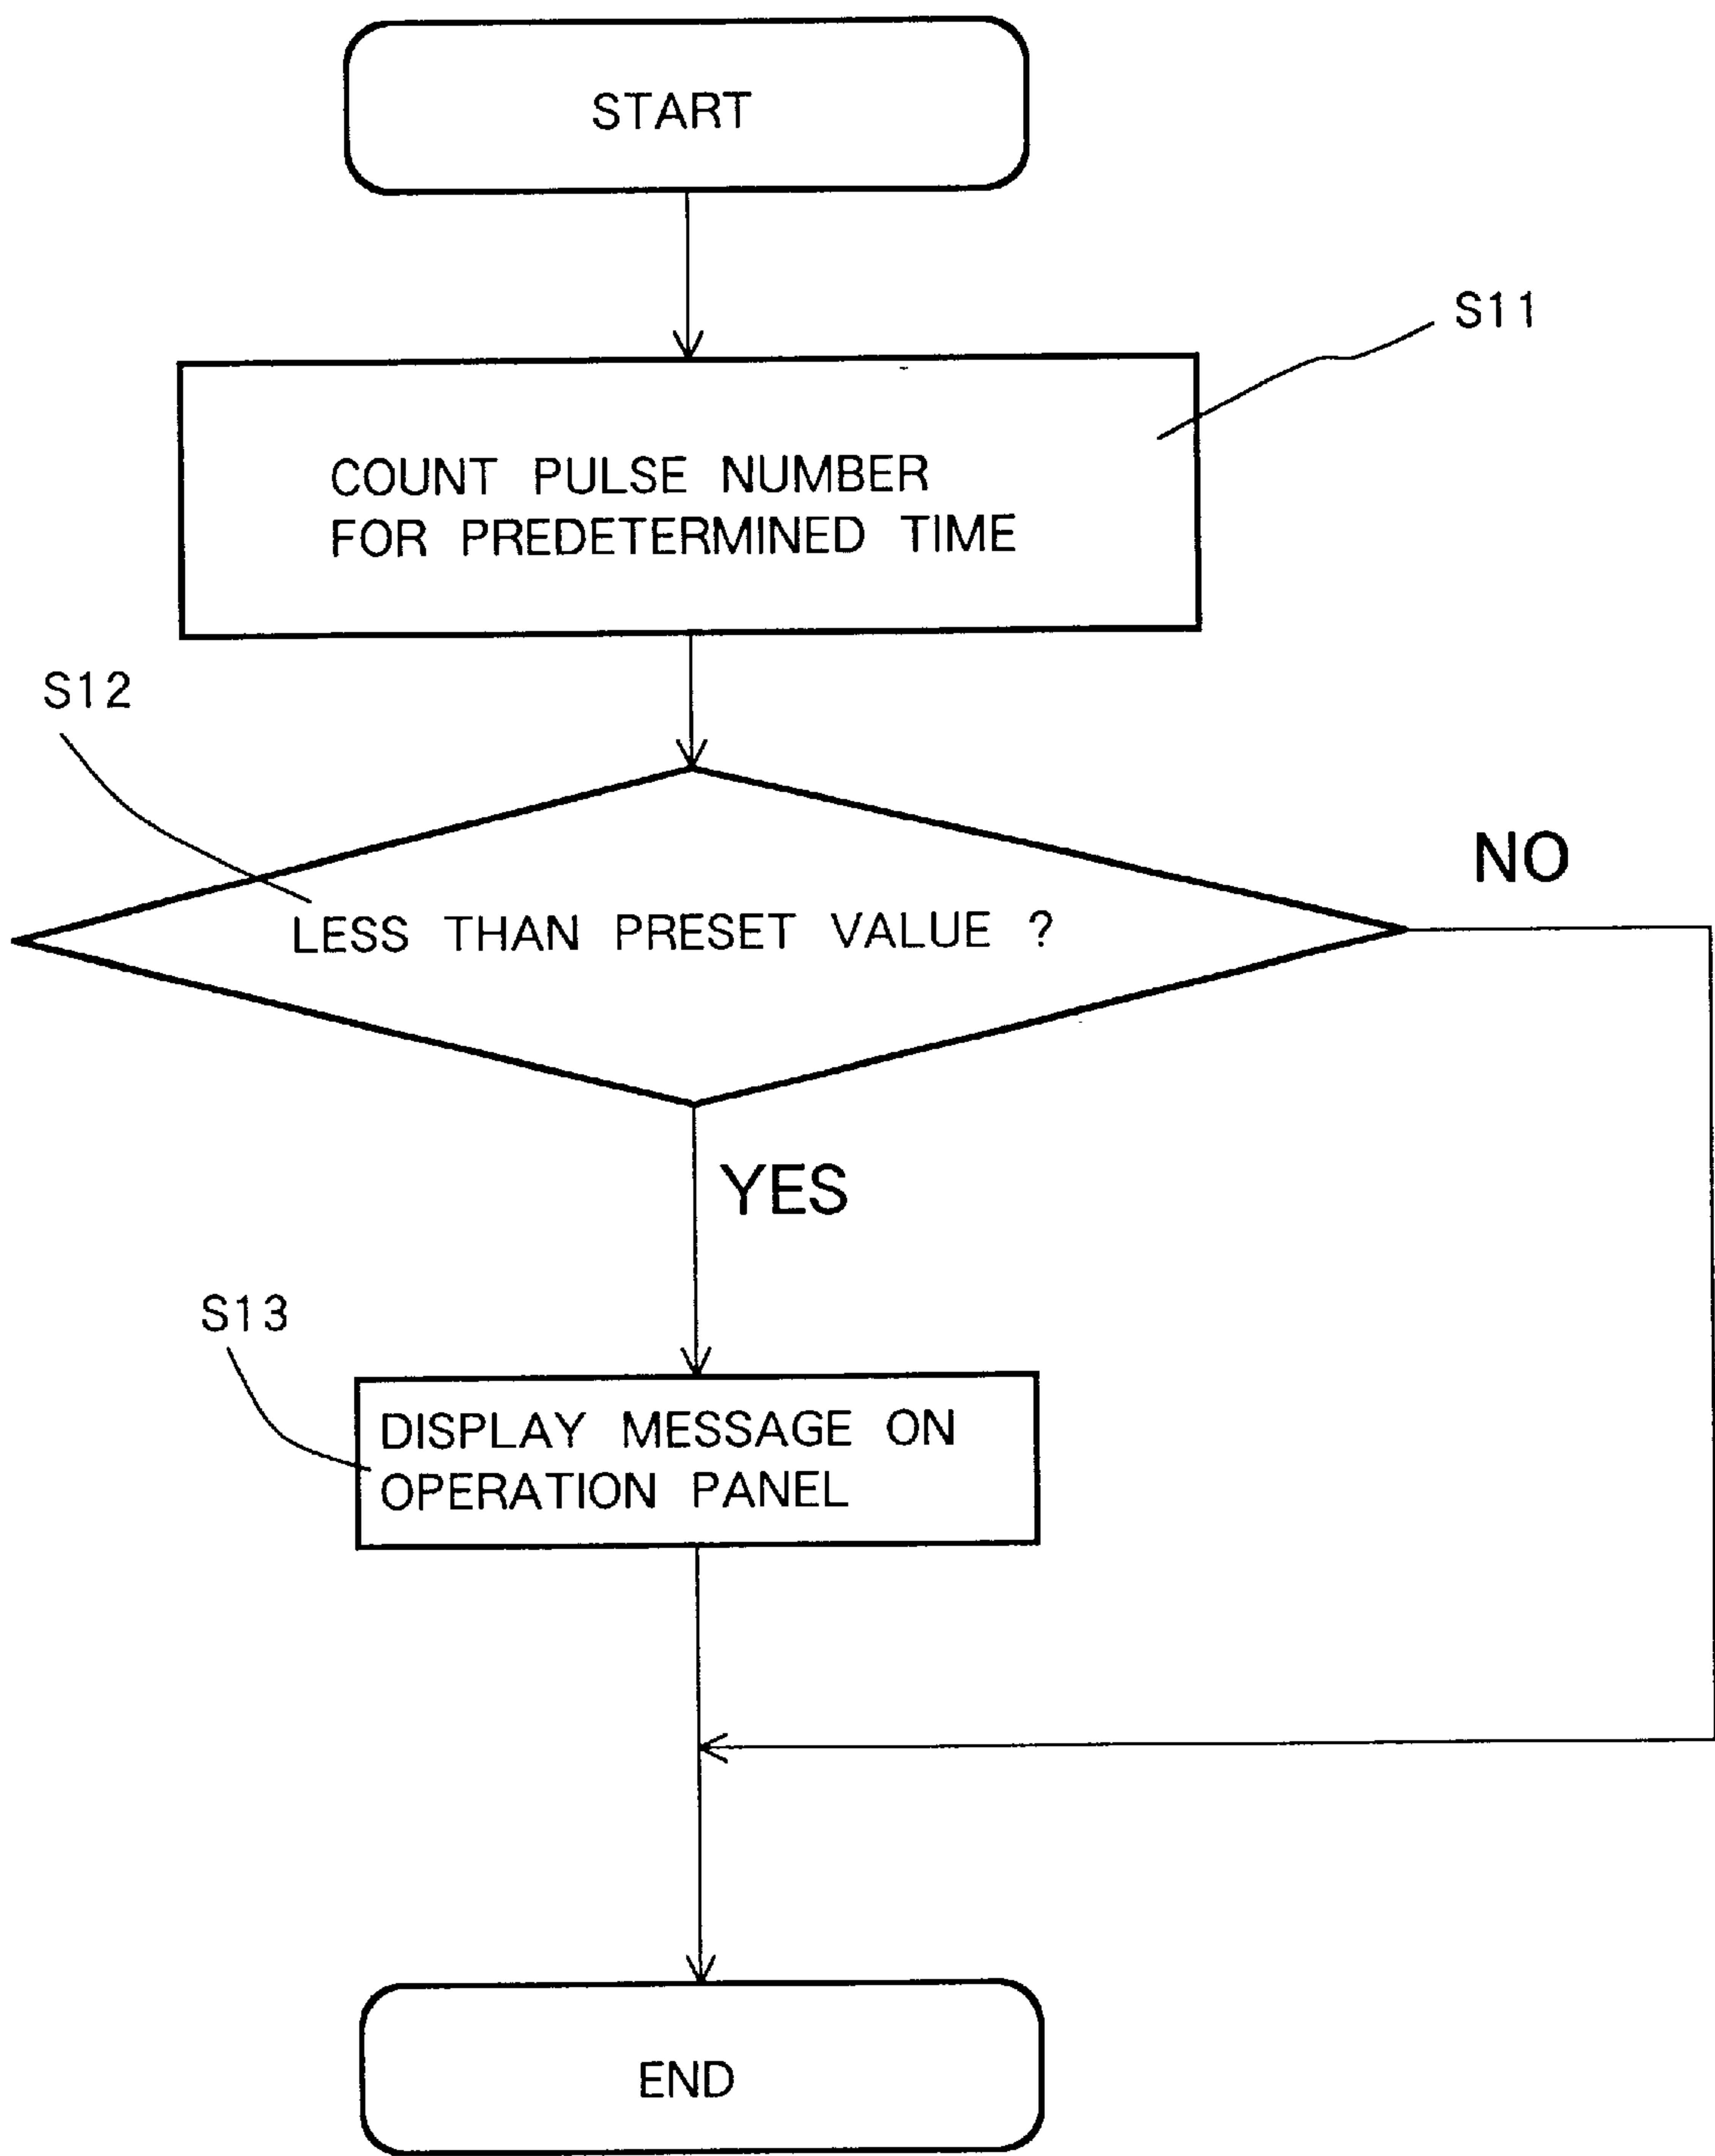 START
S11
COUNT PULSE NUMBER
FOR PREDETERMINED TIME
S12
NO
LESS THAN PRESET VALUE ?
YES
S13
DISPLAY MESSAGE ON
OPERATION PANEL
END